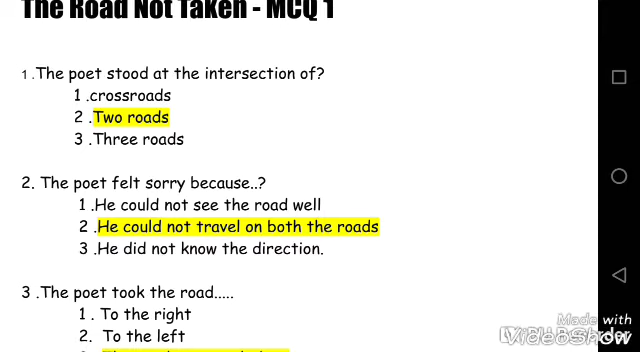 The Road Not Taken - MCQ 1
1 .The poet stood at the intersection of?
1 .crossroads
2 .Two roads
3 .Three roads
2. The poet felt sorry because..?
1 .He could not see the road well
2 .He could not travel on both the roads
3 .He did not know the direction.
3 .The poet took the road.....
1 . To the right
2. To the left
Made with
VideoShow